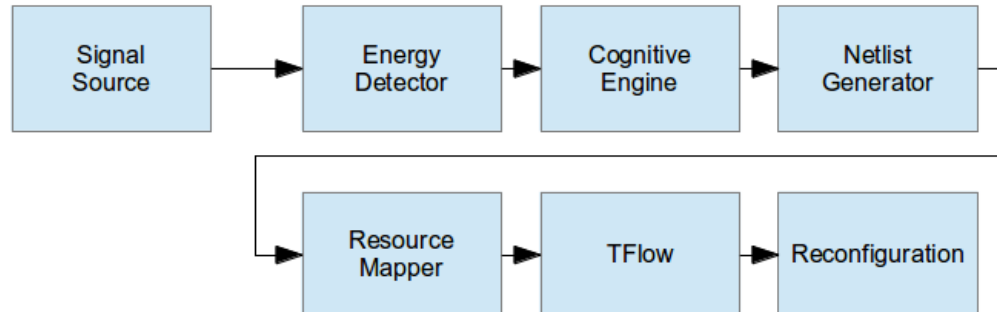 Signal
Source
Energy
Detector
Cognitive
Engine
Netlist
Generator
Resource
Mapper
TFlow
Reconfiguration